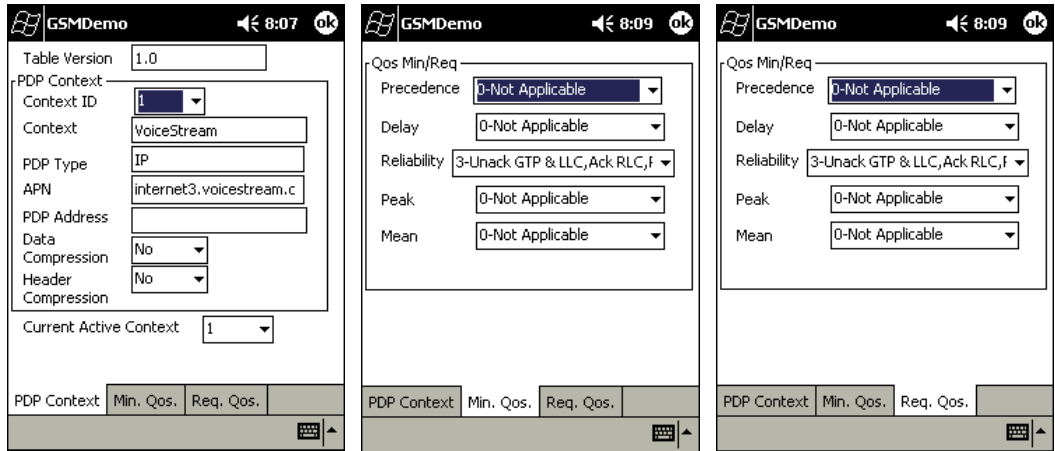 GSMDemo 8:07 ok
Table Version 1.0
PDP Context
Context ID 1
Context VoiceStream
PDP Type IP
APN internet3.voicestream.c
PDP Address
Data Compression No
Header Compression No
Current Active Context 1
PDP Context Min. Qos. Req. Qos.
GSMDemo 8:09 ok
Qos Min/Req
Precedence 0-Not Applicable
Delay 0-Not Applicable
Reliability 3-Unack GTP & LLC,Ack RLC,
Peak 0-Not Applicable
Mean 0-Not Applicable
PDP Context Min. Qos. Req. Qos.
GSMDemo 8:09 ok
Qos Min/Req
Precedence 0-Not Applicable
Delay 0-Not Applicable
Reliability 3-Unack GTP & LLC,Ack RLC,
Peak 0-Not Applicable
Mean 0-Not Applicable
PDP Context Min. Qos. Req. Qos.